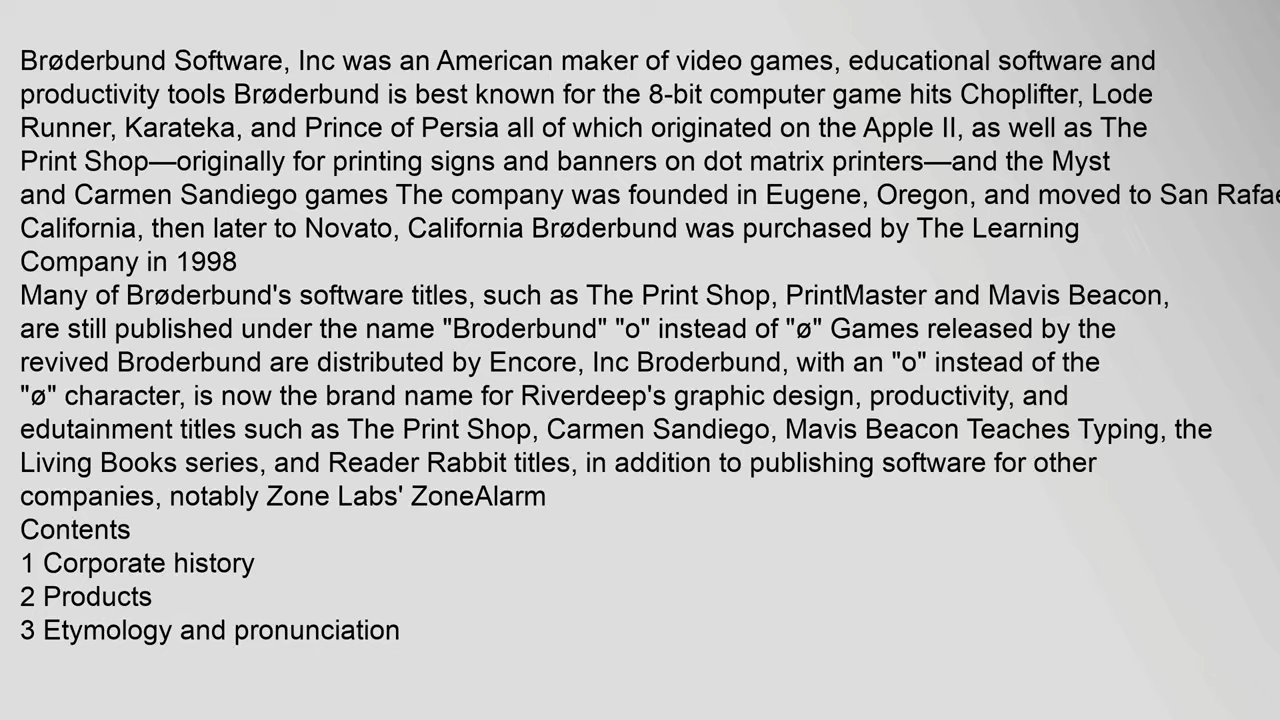 Brøderbund Software, Inc was an American maker of video games, educational software and
productivity tools Brøderbund is best known for the 8-bit computer game hits Choplifter, Lode
Runner, Karateka, and Prince of Persia all of which originated on the Apple II, as well as The
Print Shop—originally for printing signs and banners on dot matrix printers—and the Myst
and Carmen Sandiego games The company was founded in Eugene, Oregon, and moved to San Rafae
California, then later to Novato, California Brøderbund was purchased by The Learning
Company in 1998
Many of Brøderbund's software titles, such as The Print Shop, PrintMaster and Mavis Beacon,
are still published under the name "Broderbund" "o" instead of "ø" Games released by the
revived Broderbund are distributed by Encore, Inc Broderbund, with an "o" instead of the
"ø" character, is now the brand name for Riverdeep's graphic design, productivity, and
edutainment titles such as The Print Shop, Carmen Sandiego, Mavis Beacon Teaches Typing, the
Living Books series, and Reader Rabbit titles, in addition to publishing software for other
companies, notably Zone Labs' ZoneAlarm
Contents
1 Corporate history
2 Products
3 Etymology and pronunciation